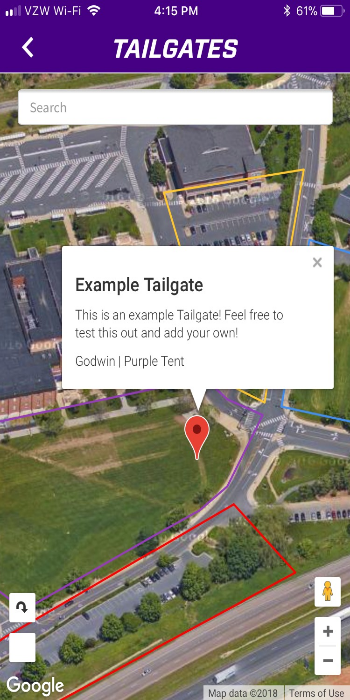 VZW Wi-Fi 4:15 PM 61%
TAILGATES
Search
Example Tailgate ×
This is an example Tailgate! Feel free to
test this out and add your own!
Godwin | Purple Tent
+
−
Google Map data ©2018 Terms of Use